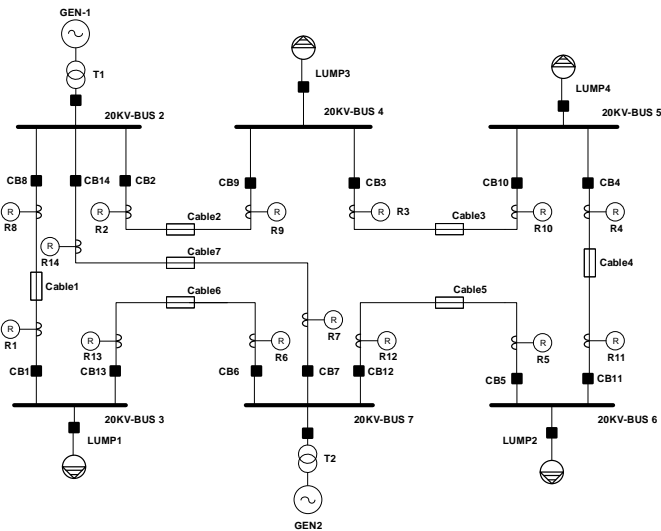 GEN-1
T1
LUMP3
LUMP4
20KV-BUS 2
20KV-BUS 4
20KV-BUS 5
CB8
CB14
CB2
CB9
CB3
CB10
CB4
R
R8
R
R2
R
R9
R
R3
R
R10
R
R4
Cable2
Cable3
R
R14
Cable7
Cable4
Cable1
Cable6
Cable5
R
R1
R
R13
R
R6
R
R7
R
R12
R
R5
R
R11
CB1
CB13
CB6
CB7
CB12
CB5
CB11
20KV-BUS 3
20KV-BUS 7
20KV-BUS 6
LUMP1
LUMP2
T2
GEN2